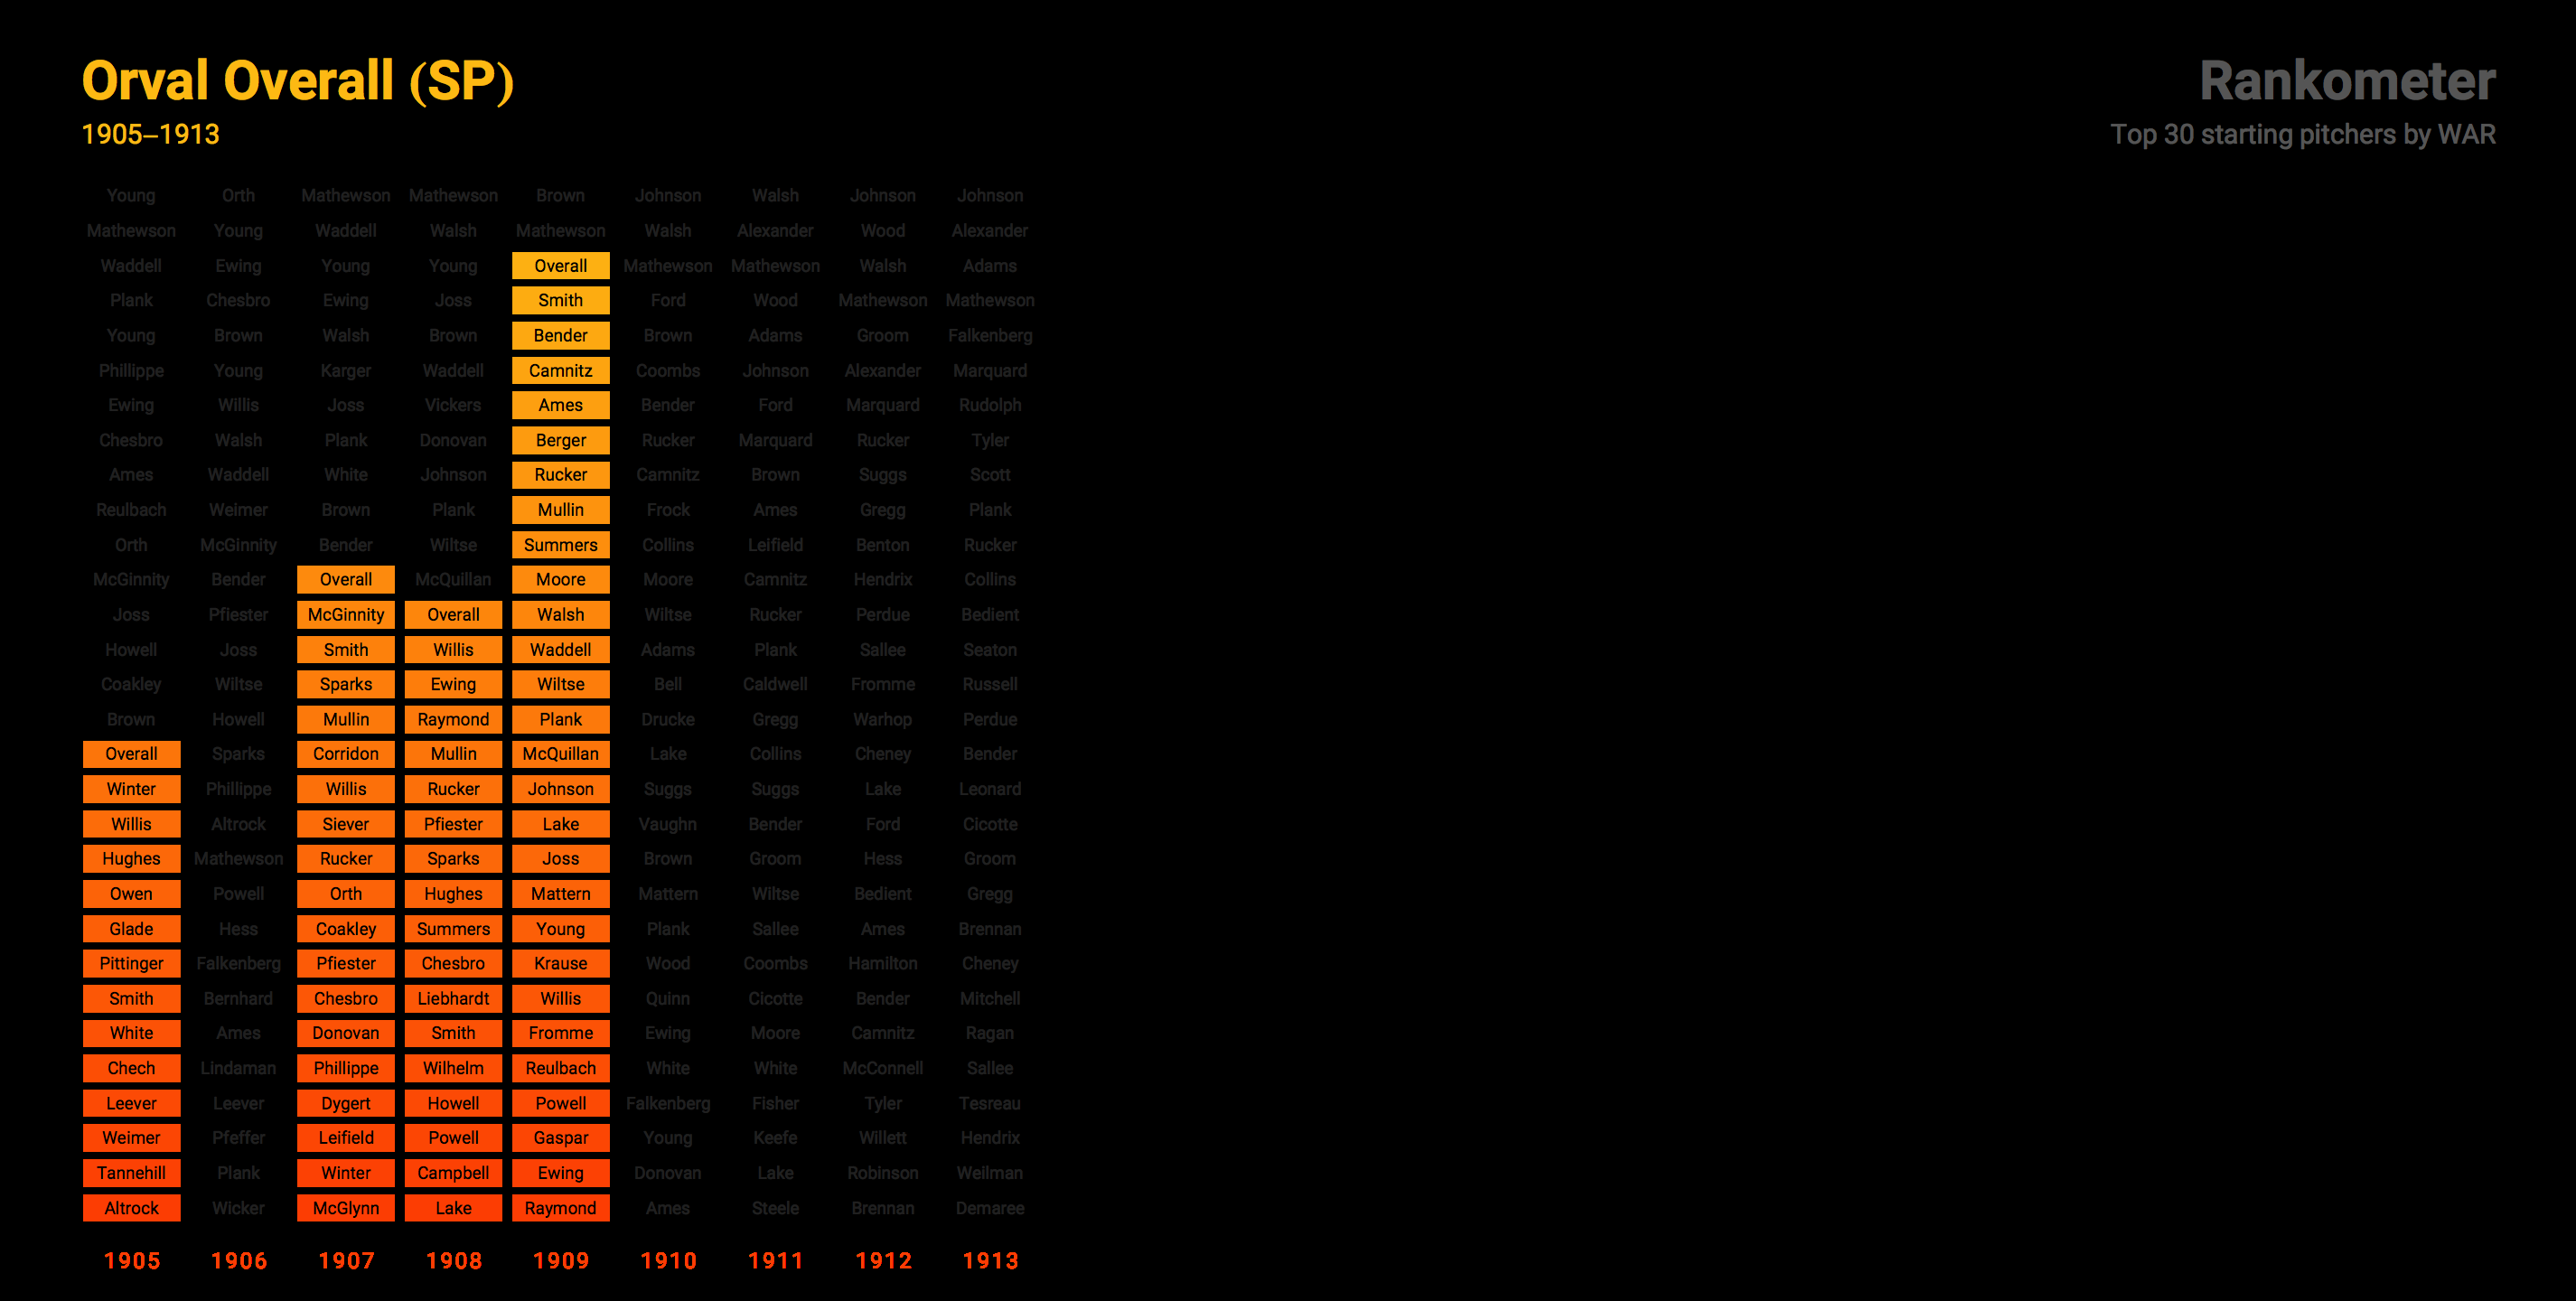 Orval Overall (SP)
1905–1913
Rankometer
Top 30 starting pitchers by WAR
Young Orth Mathewson Mathewson Brown Johnson Walsh Johnson Johnson
Mathewson Young Waddell Walsh Mathewson Walsh Alexander Wood Alexander
Waddell Ewing Young Young Overall Mathewson Mathewson Walsh Adams
Plank Chesbro Ewing Joss Smith Ford Wood Mathewson Mathewson
Young Brown Walsh Brown Bender Brown Adams Groom Falkenberg
Phillippe Young Karger Waddell Camnitz Coombs Johnson Alexander Marquard
Ewing Willis Joss Vickers Ames Bender Ford Marquard Rudolph
Chesbro Walsh Plank Donovan Berger Rucker Marquard Rucker Tyler
Ames Waddell White Johnson Rucker Camnitz Brown Suggs Scott
Reulbach Weimer Brown Plank Mullin Frock Ames Gregg Plank
Orth McGinnity Bender Wiltse Summers Collins Leifield Benton Rucker
McGinnity Bender Overall McQuillan Moore Moore Camnitz Hendrix Collins
Joss Pfiester McGinnity Overall Walsh Wiltse Rucker Perdue Bedient
Howell Joss Smith Willis Waddell Adams Plank Sallee Seaton
Coakley Wiltse Sparks Ewing Wiltse Bell Caldwell Fromme Russell
Brown Howell Mullin Raymond Plank Drucke Gregg Warhop Perdue
Overall Sparks Corridon Mullin McQuillan Lake Collins Cheney Bender
Winter Phillippe Willis Rucker Johnson Suggs Suggs Lake Leonard
Willis Altrock Siever Pfiester Lake Vaughn Bender Ford Cicotte
Hughes Mathewson Rucker Sparks Joss Brown Groom Hess Groom
Owen Powell Orth Hughes Mattern Mattern Wiltse Bedient Gregg
Glade Hess Coakley Summers Young Plank Sallee Ames Brennan
Pittinger Falkenberg Pfiester Chesbro Krause Wood Coombs Hamilton Cheney
Smith Bernhard Chesbro Liebhardt Willis Quinn Cicotte Bender Mitchell
White Ames Donovan Smith Fromme Ewing Moore Camnitz Ragan
Chech Lindaman Phillippe Wilhelm Reulbach White White McConnell Sallee
Leever Leever Dygert Howell Powell Falkenberg Fisher Tyler Tesreau
Weimer Pfeffer Leifield Powell Gaspar Young Keefe Willett Hendrix
Tannehill Plank Winter Campbell Ewing Donovan Lake Robinson Weilman
Altrock Wicker McGlynn Lake Raymond Ames Steele Brennan Demaree
1905 1906 1907 1908 1909 1910 1911 1912 1913